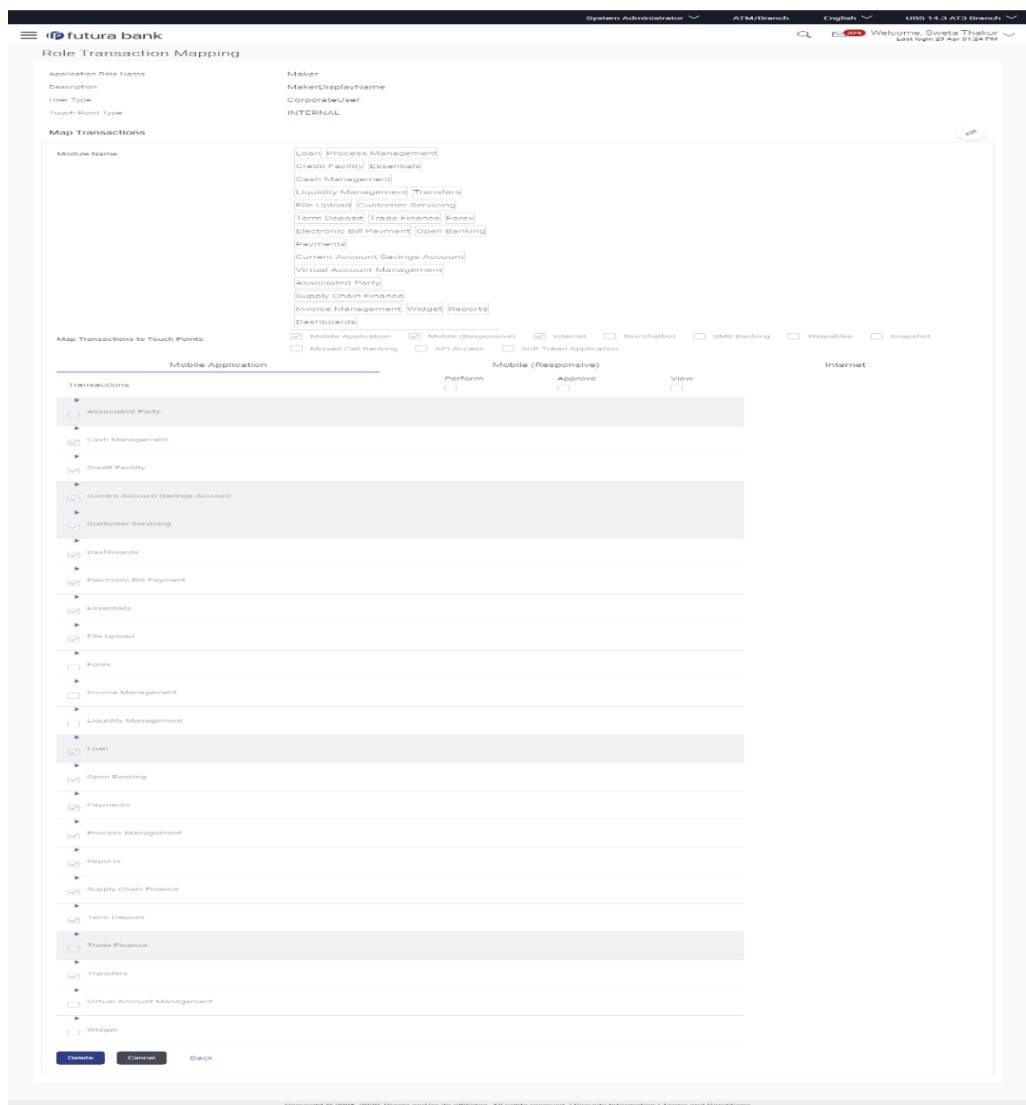 System Administrator ATM/Branch English UBS 14.3 AT3 Branch
futura bank
Welcome, Sweta Thakur
Last login 29 Apr 01:24 PM
Role Transaction Mapping
Application Role Name Maker
Description MakerDisplayName
User Type CorporateUser
Touch Point Type INTERNAL
Map Transactions
Module Name
Loan Process Management
Credit Facility Essentials
Cash Management
Liquidity Management Transfers
File Upload Customer Servicing
Term Deposit Trade Finance Forex
Electronic Bill Payment Open Banking
Payments
Current Account Savings Account
Virtual Account Management
Associated Party
Supply Chain Finance
Invoice Management Widget Reports
Dashboards
Map Transactions to Touch Points Mobile Application Mobile (Responsive) Internet Siri/Chatbot SMS Banking Wearables Snapshot
Missed Call Banking API Access Soft Token Application
Mobile Application Mobile (Responsive) Internet
Transactions Perform Approve View
Associated Party
Cash Management
Credit Facility
Current Account Savings Account
Customer Servicing
Dashboards
Electronic Bill Payment
Essentials
File Upload
Forex
Invoice Management
Liquidity Management
Loan
Open Banking
Payments
Process Management
Reports
Supply Chain Finance
Term Deposit
Trade Finance
Transfers
Virtual Account Management
Widget
Delete Cancel Back